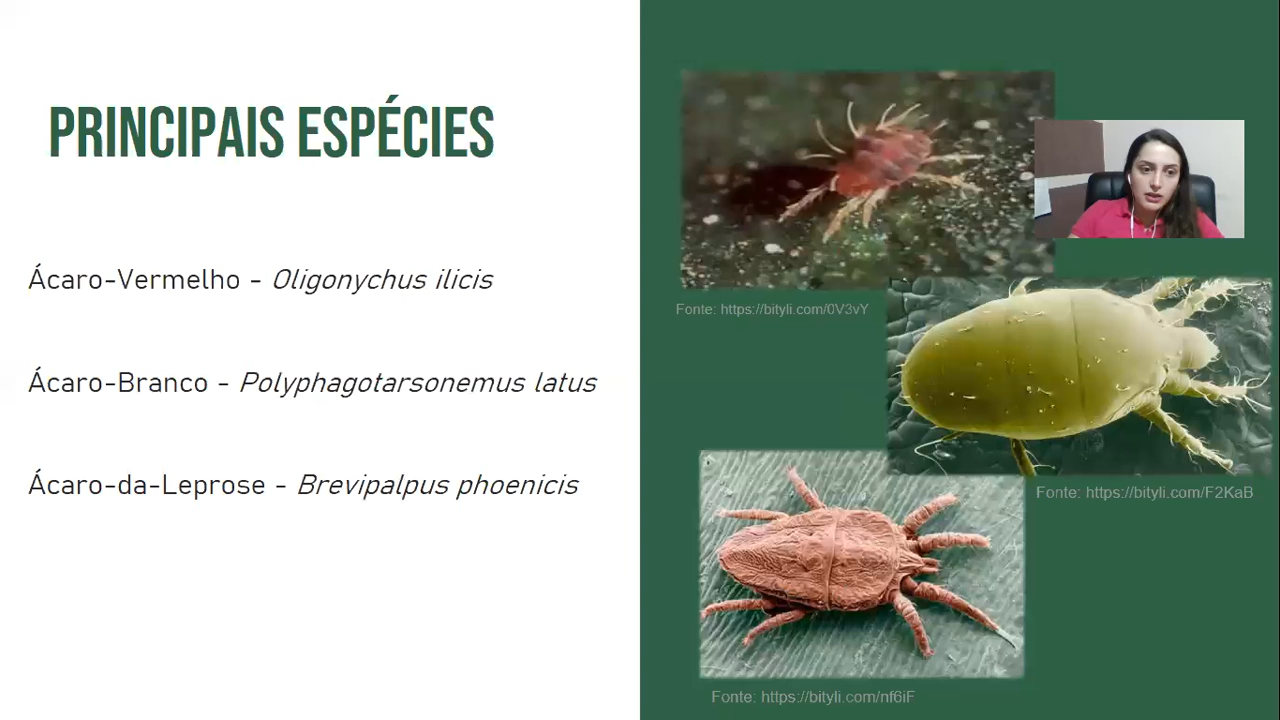 PRINCIPAIS ESPÉCIES
Ácaro-Vermelho - Oligonychus ilicis
Ácaro-Branco - Polyphagotarsonemus latus
Ácaro-da-Leprose - Brevipalpus phoenicis
Fonte: https://bityli.com/0V3vY
Fonte: https://bityli.com/F2KaB
Fonte: https://bityli.com/nf6iF